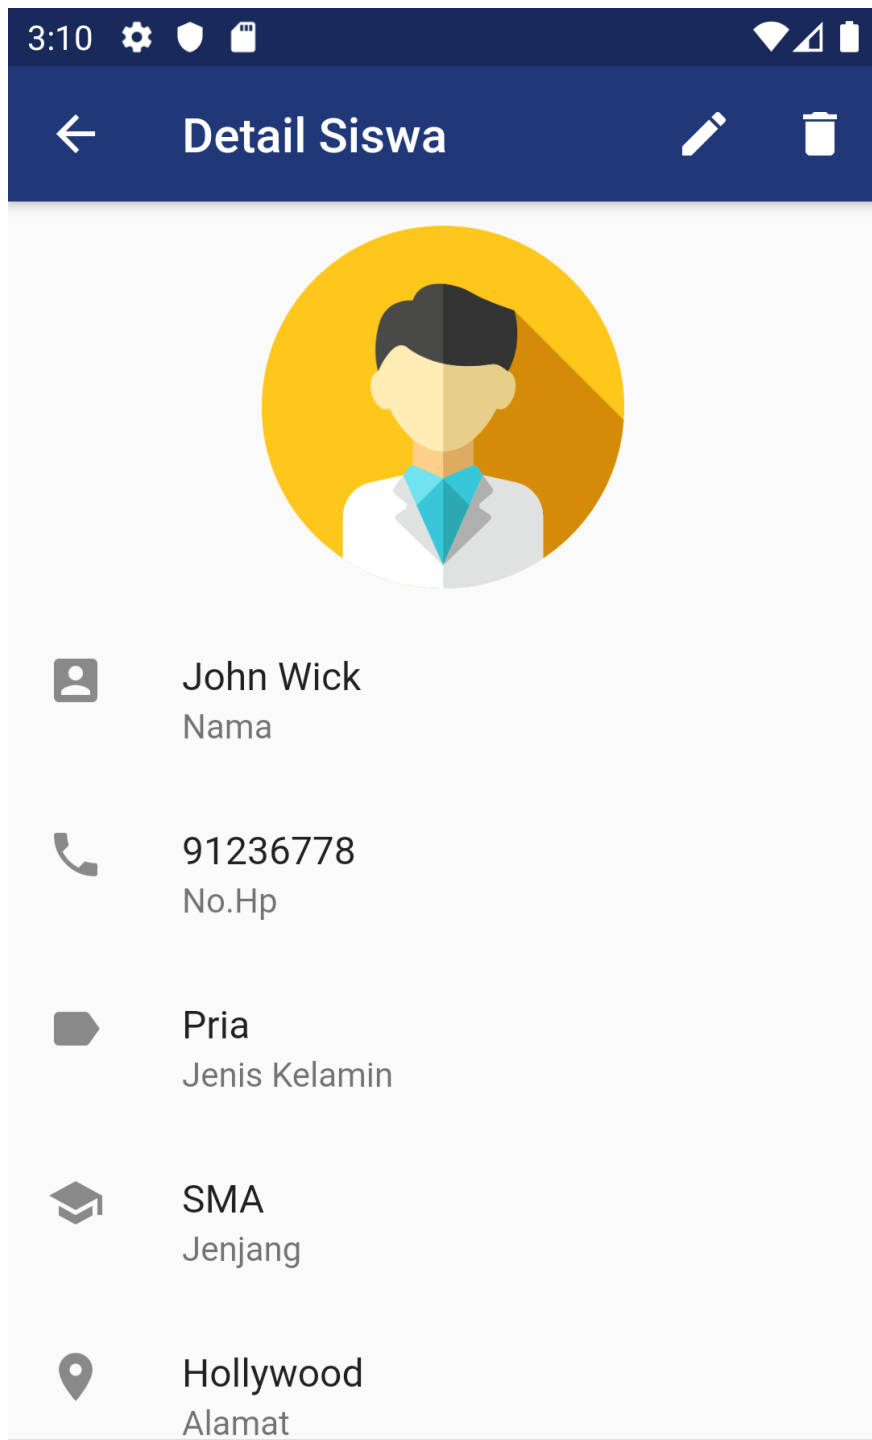 3:10
Detail Siswa
John Wick
Nama
91236778
No.Hp
Pria
Jenis Kelamin
SMA
Jenjang
Hollywood
Alamat